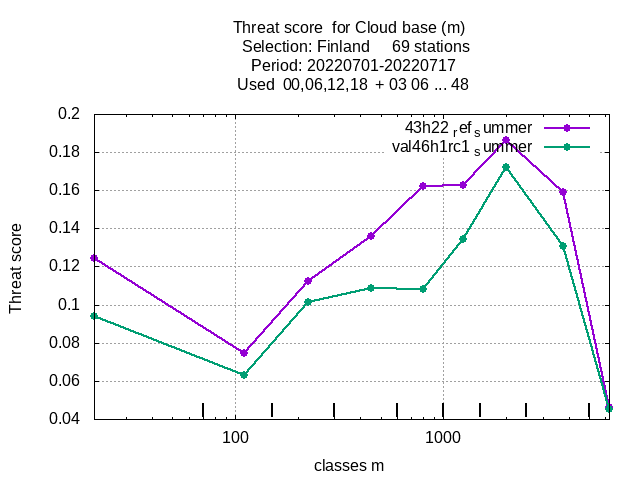 Threat score for Cloud base (m)
Selection: Finland 69 stations
Period: 20220701-20220717
Used 00,06,12,18 + 03 06 ... 48
0.2
43h22 ref summer
0.18
val46h1rc1 summer
0.16
0.14
0.12
0.1
0.08
0.06
0.04
Threat score
100
1000
classes m